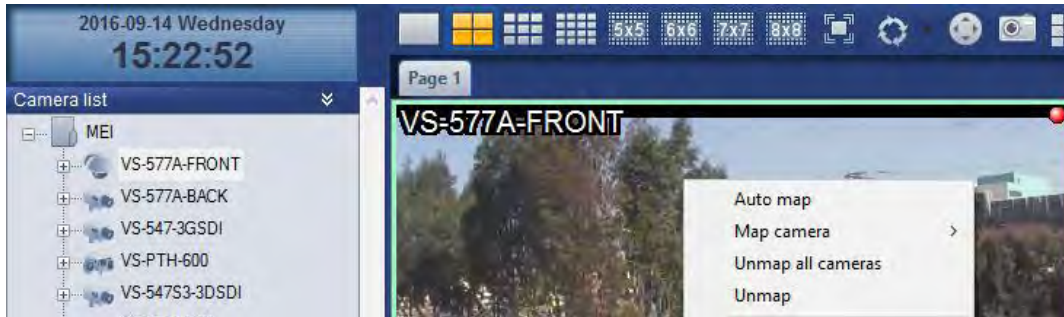 2016-09-14 Wednesday
15:22:52
5x5 6x6 7x7 8x8
Page 1
Camera list
MEI
VS-577A-FRONT
VS-577A-BACK
VS-547-3GSDI
VS-PTH-600
VS-547S3-3DSDI
VS-577A-FRONT
Auto map
Map camera
Unmap all cameras
Unmap